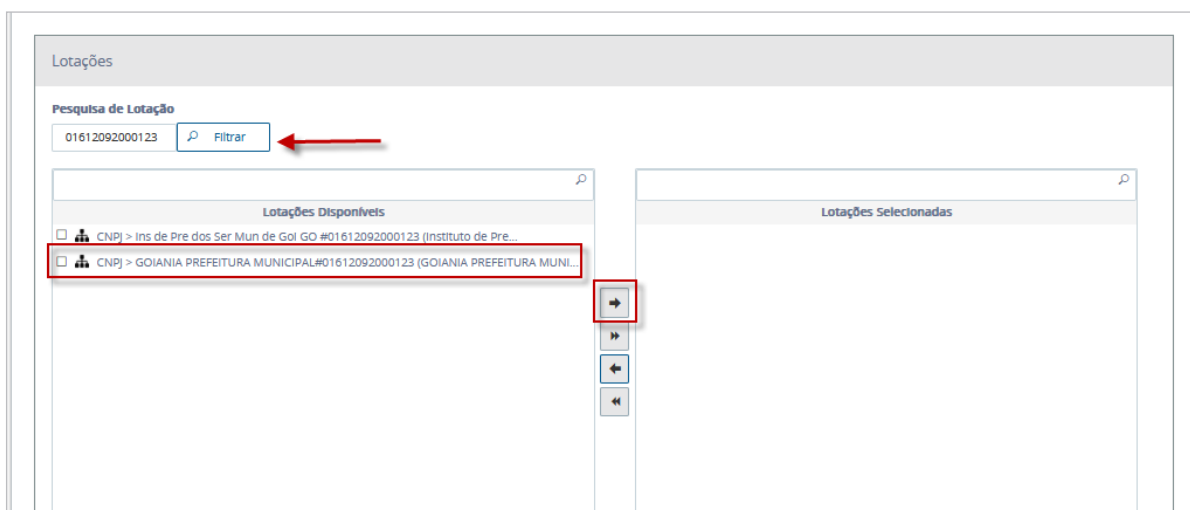 Lotações
Pesquisa de Lotação
01612092000123 Filtrar
Lotações Disponíveis
CNPJ > Ins de Pre dos Ser Mun de Goi GO #01612092000123 (Instituto de Pre...
CNPJ > GOIANIA PREFEITURA MUNICIPAL#01612092000123 (GOIANIA PREFEITURA MUNI...
Lotações Selecionadas